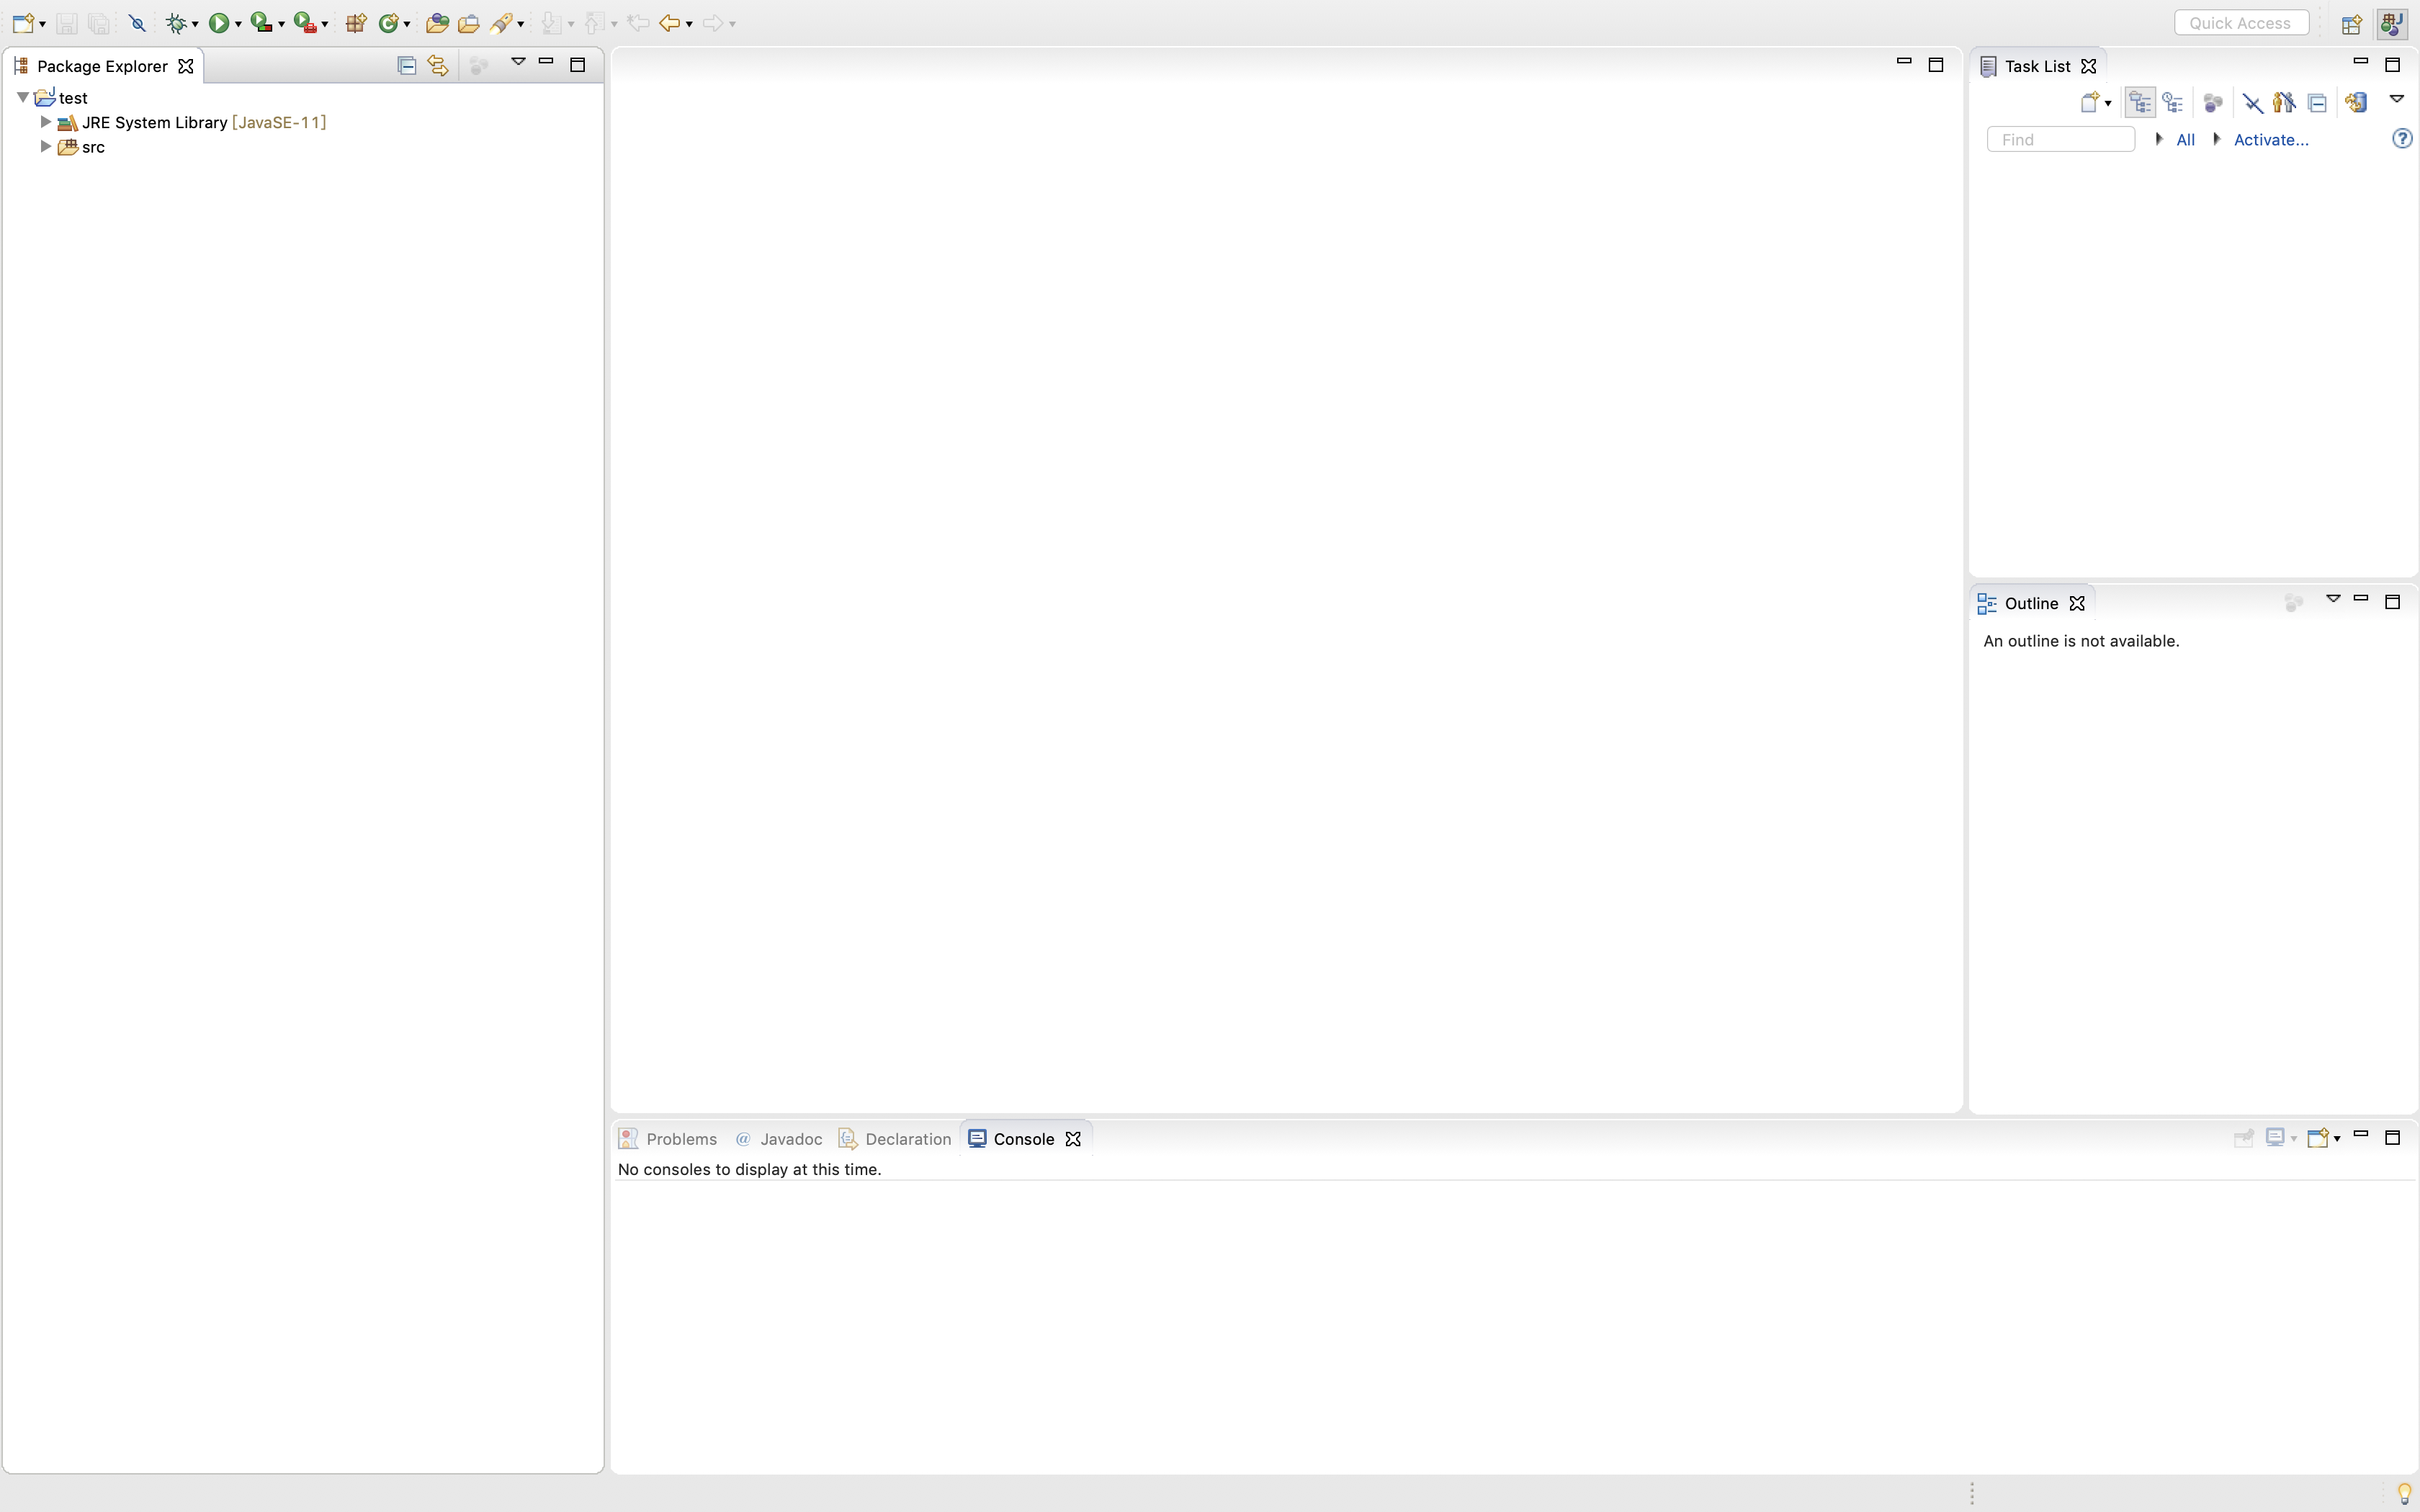 Quick Access
Package Explorer
test
JRE System Library [JavaSE-11]
src
Task List
Find
All
Activate...
Outline
An outline is not available.
Problems
@ Javadoc
Declaration
Console
No consoles to display at this time.